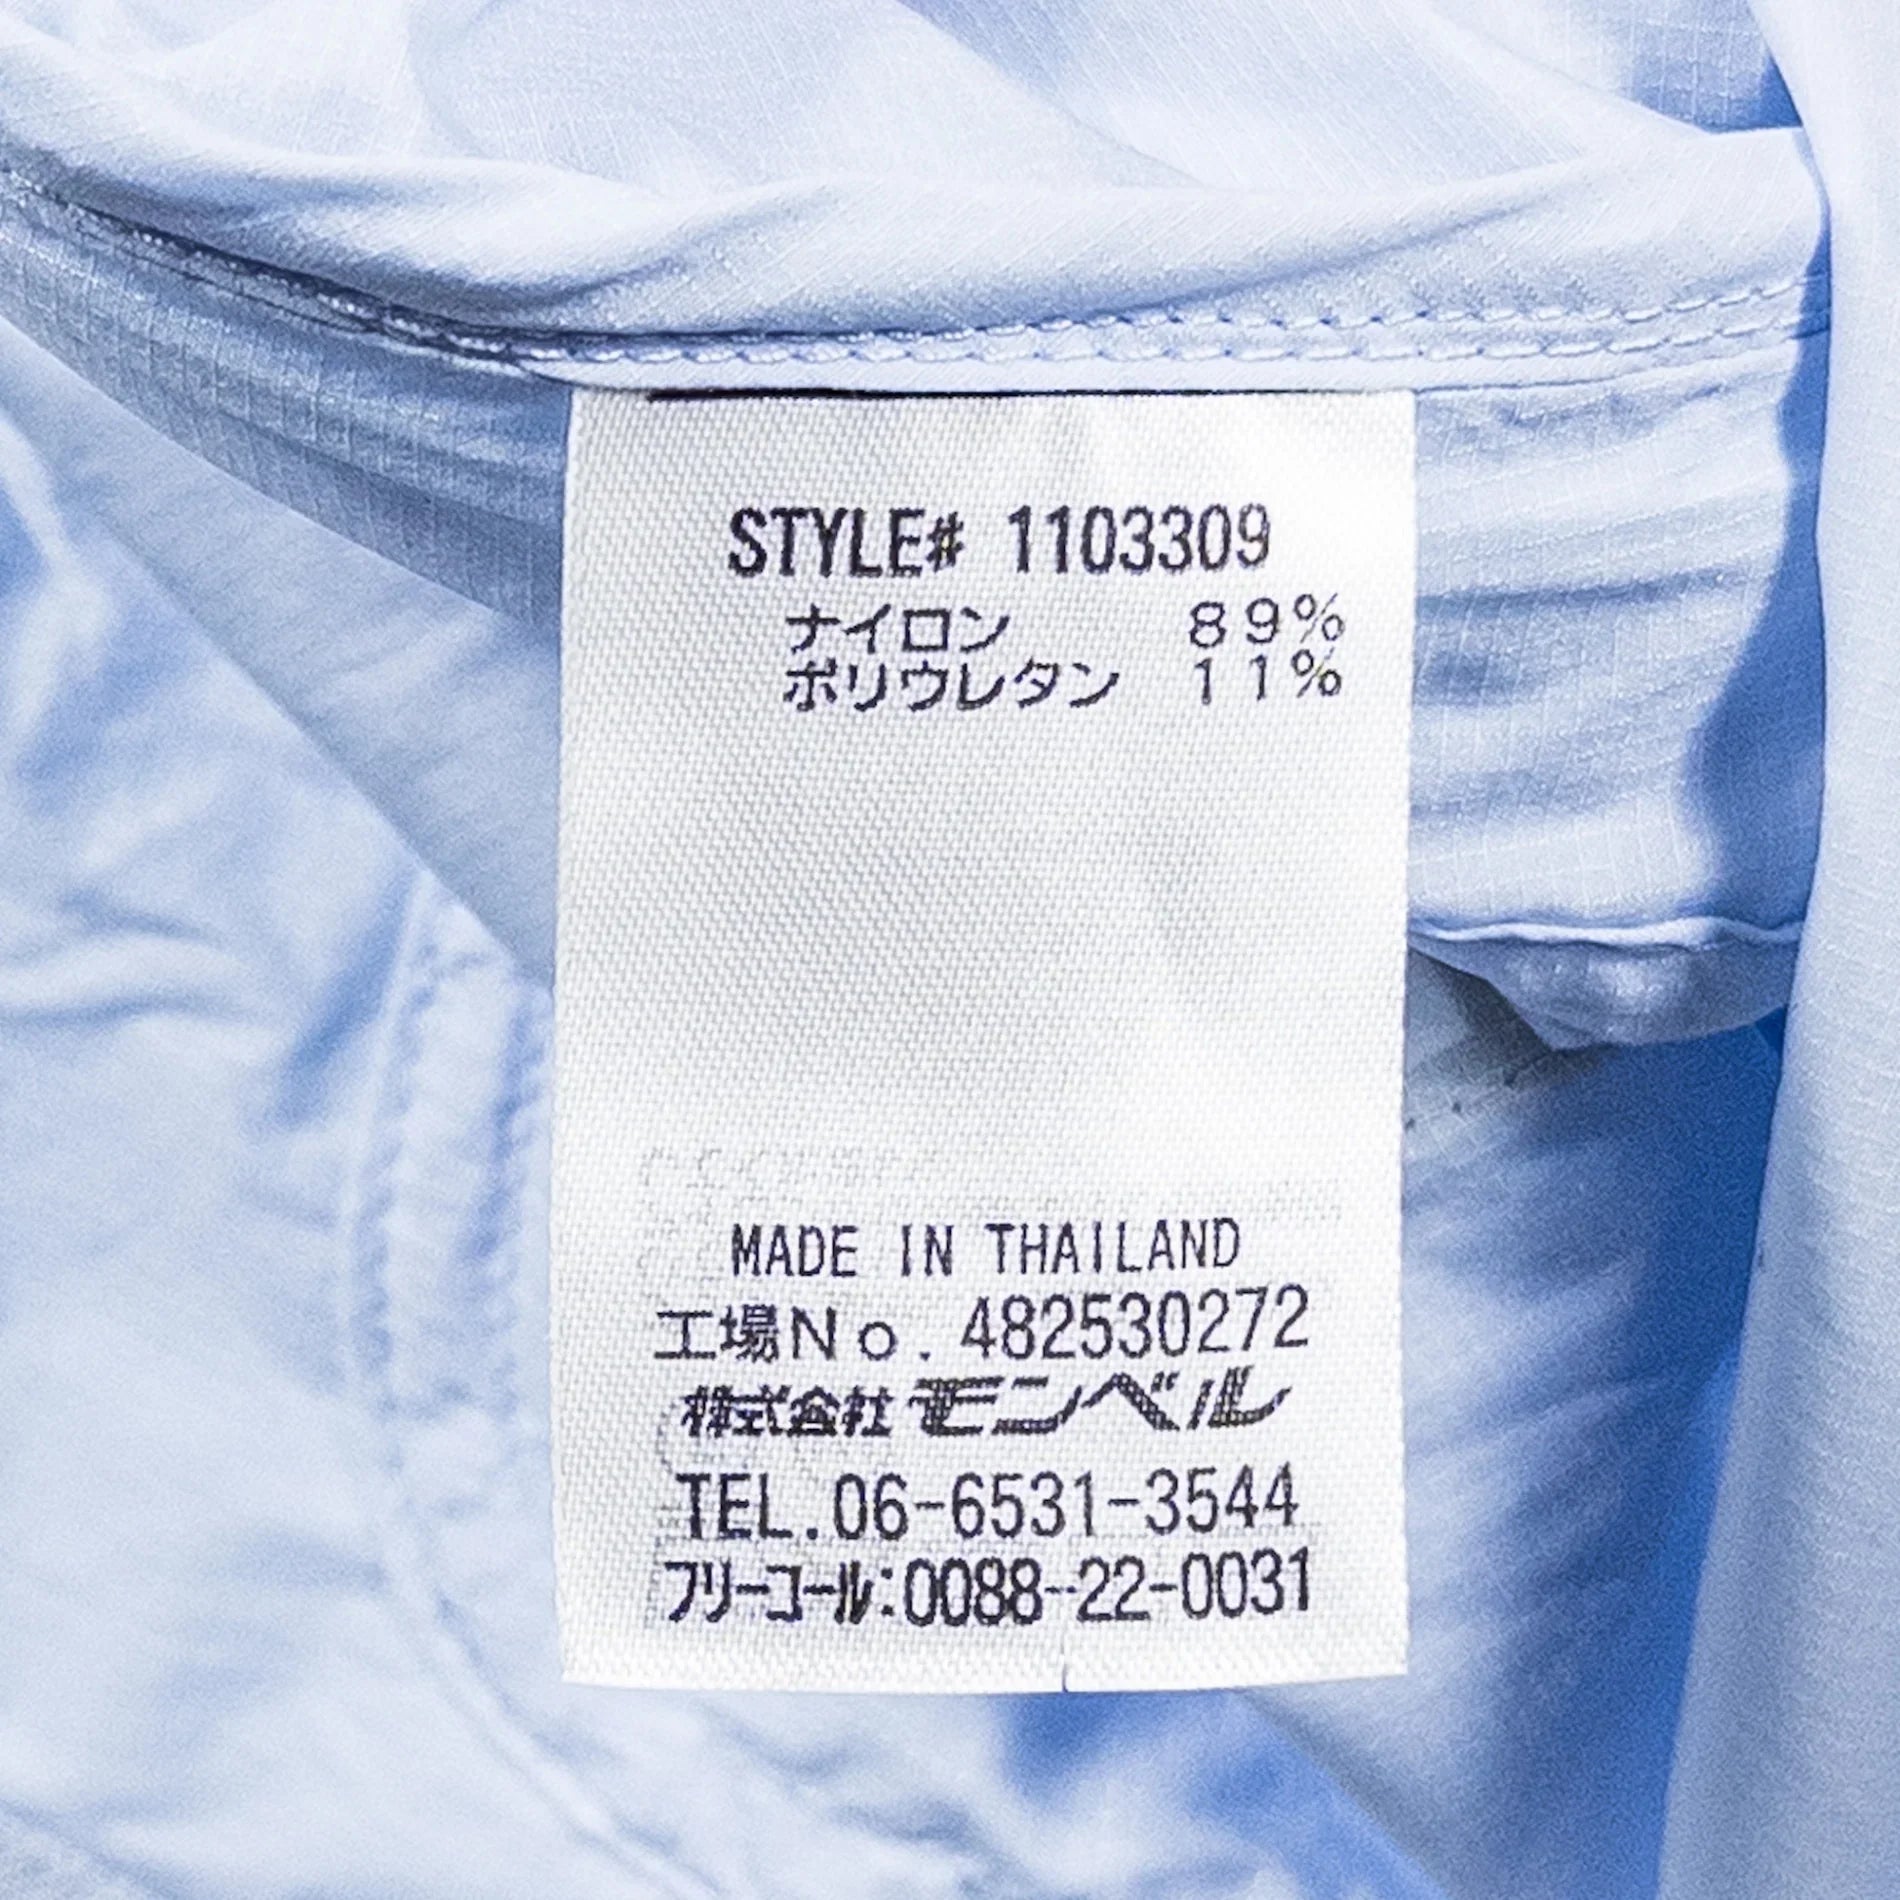 STYLE# 1103309
ナイロン 89%
ポリウレタン 11%
MADE IN THAILAND
工場No. 482530272
株式会社モンベル
TEL.06-6531-3544
フリーコール:0088-22-0031